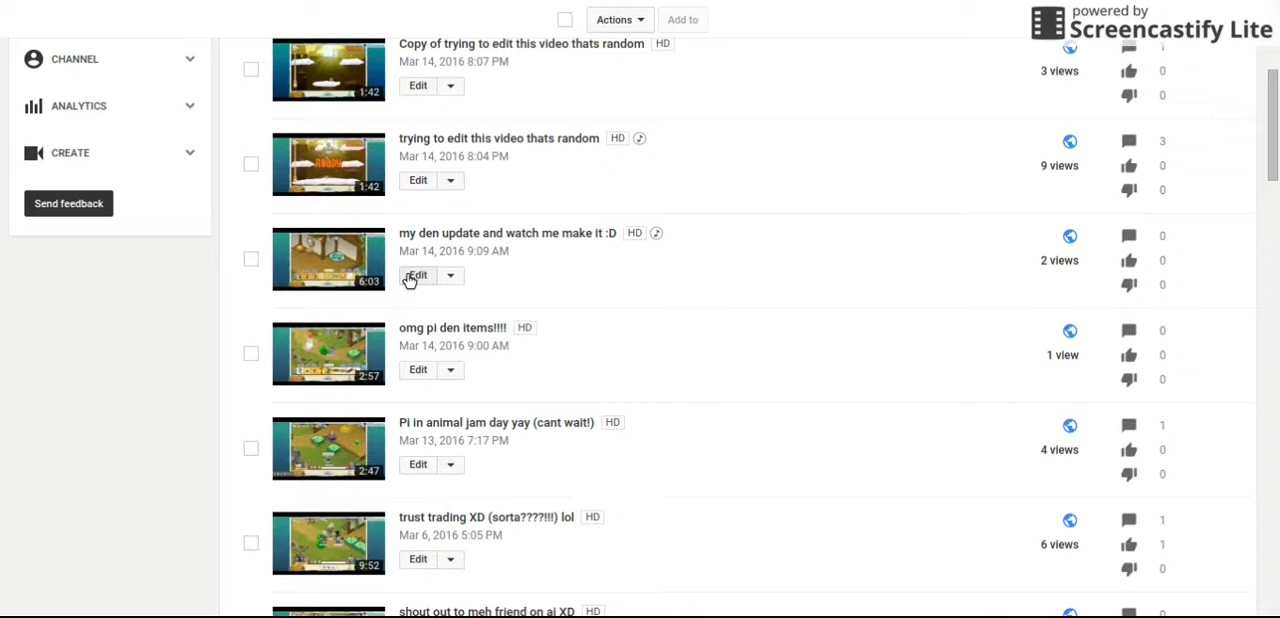 Actions
Add to
powered by
Screencastify Lite
CHANNEL
ANALYTICS
CREATE
Send feedback
Copy of trying to edit this video thats random HD
Mar 14, 2016 8:07 PM
Edit
1:42
3 views
1
0
0
trying to edit this video thats random HD
Mar 14, 2016 8:04 PM
Edit
1:42
9 views
3
0
0
my den update and watch me make it :D HD
Mar 14, 2016 9:09 AM
Edit
6:03
2 views
0
0
0
omg pi den items!!!! HD
Mar 14, 2016 9:00 AM
Edit
2:57
1 view
0
0
0
Pi in animal jam day yay (cant wait!) HD
Mar 13, 2016 7:17 PM
Edit
2:47
4 views
1
0
0
trust trading XD (sorta????!!!) lol HD
Mar 6, 2016 5:05 PM
Edit
9:52
6 views
1
1
0
shout out to meh friend on aj XD HD
0